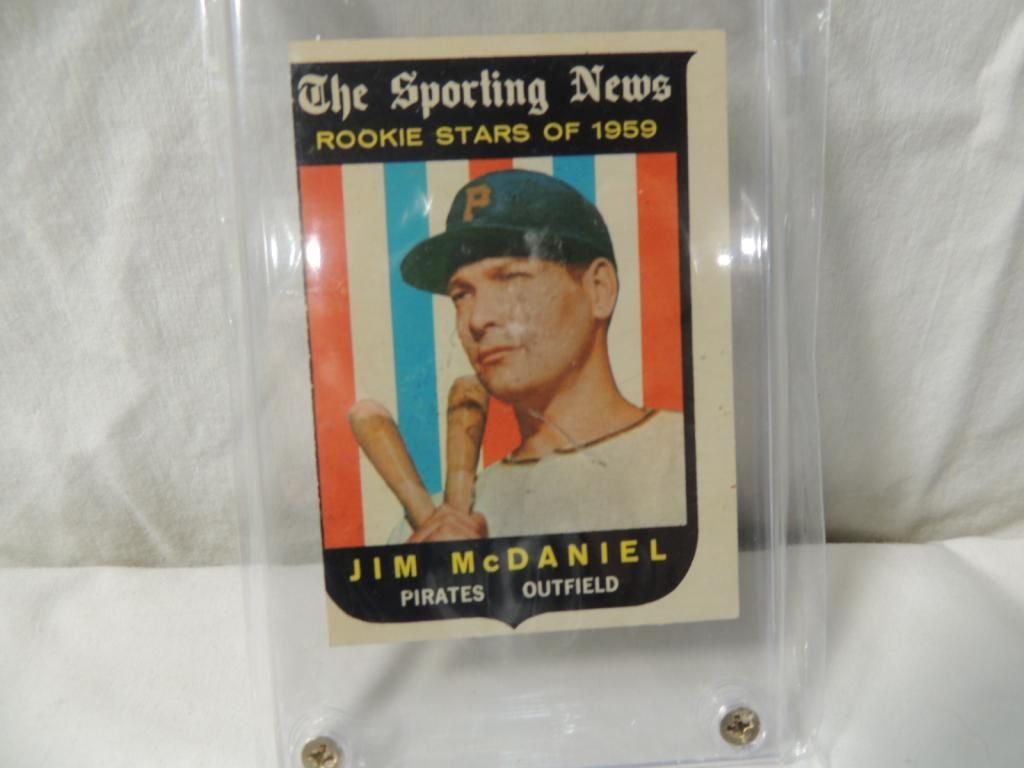 The Sporting News
ROOKIE STARS OF 1959
P
JIM McDANIEL
PIRATES OUTFIELD